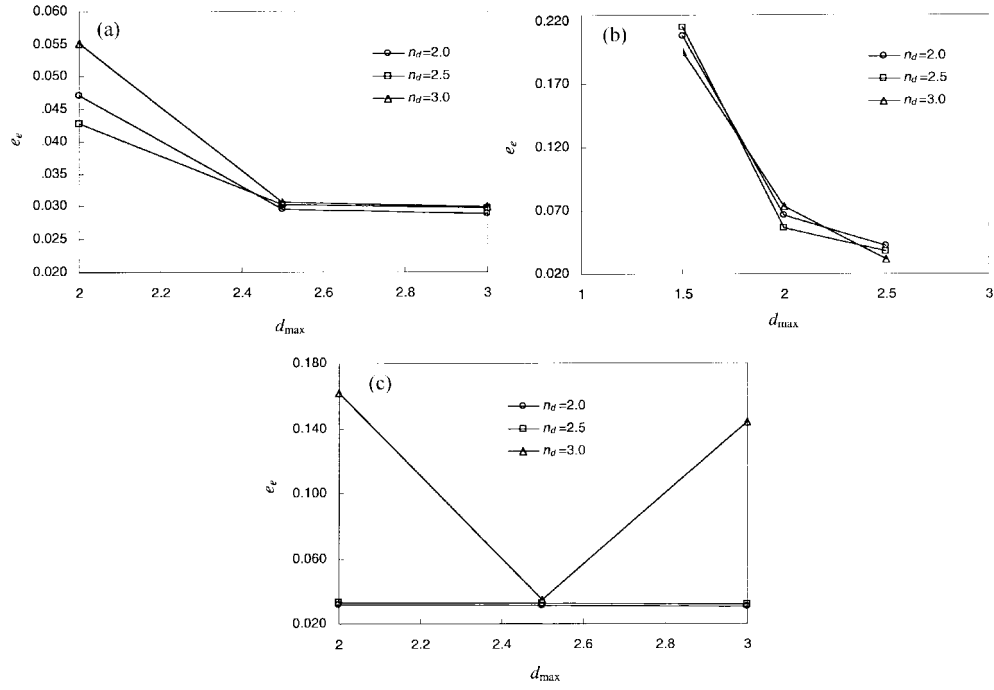 (a)
0.060
0.055
0.050
0.045
0.040
0.035
0.030
0.025
0.020
e_e
n_d=2.0
n_d=2.5
n_d=3.0
2 2.2 2.4 2.6 2.8 3
d_max
(b)
0.220
0.170
0.120
0.070
0.020
e_e
n_d=2.0
n_d=2.5
n_d=3.0
1 1.5 2 2.5 3
d_max
(c)
0.180
0.140
0.100
0.060
0.020
e_e
n_d=2.0
n_d=2.5
n_d=3.0
2 2.2 2.4 2.6 2.8 3
d_max